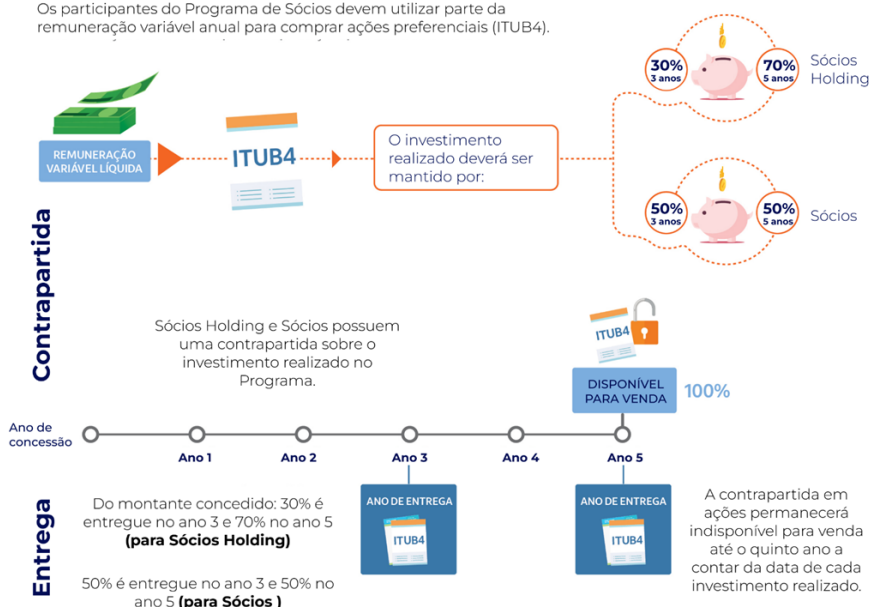 Os participantes do Programa de Sócios devem utilizar parte da
remuneração variável anual para comprar ações preferenciais (ITUB4).
REMUNERAÇÃO
VARIÁVEL LÍQUIDA
ITUB4
O investimento
realizado deverá ser
mantido por:
30%
3 anos
70%
5 anos
Sócios
Holding
50%
3 anos
50%
5 anos
Sócios
Contrapartida
Sócios Holding e Sócios possuem
uma contrapartida sobre o
investimento realizado no
Programa.
ITUB4
DISPONÍVEL
PARA VENDA
100%
Ano de
concessão
Ano 1
Ano 2
Ano 3
Ano 4
Ano 5
Entrega
Do montante concedido: 30% é
entregue no ano 3 e 70% no ano 5
(para Sócios Holding)
50% é entregue no ano 3 e 50% no
ano 5 (para Sócios )
ANO DE ENTREGA
ITUB4
ANO DE ENTREGA
ITUB4
A contrapartida em
ações permanecerá
indisponível para venda
até o quinto ano a
contar da data de cada
investimento realizado.